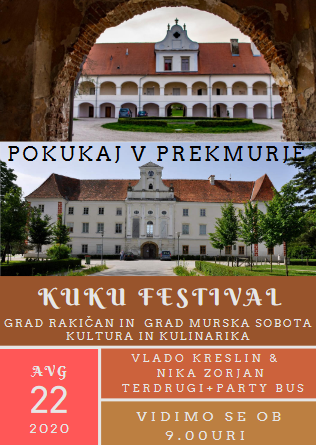 POKUKAJ V PREKMURJE
KUKU FESTIVAL
GRAD RAKIČAN IN GRAD MURSKA SOBOTA
KULTURA IN KULINARIKA
AVG
22
2020
VLADO KRESLIN &
NIKA ZORJAN
TERDRUGI+PARTY BUS
VIDIMO SE OB
9.00URI